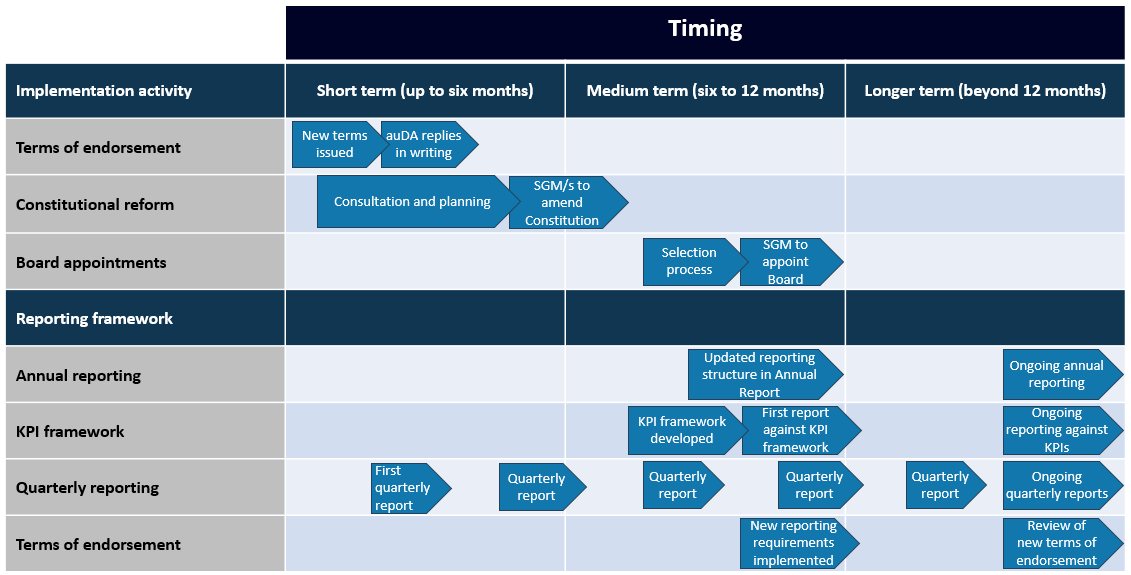 Timing
Implementation activity
Short term (up to six months)
Medium term (six to 12 months)
Longer term (beyond 12 months)
Terms of endorsement
New terms
issued
auDA replies
in writing
Constitutional reform
Consultation and planning
SGM/s to
amend
Constitution
Board appointments
Selection
process
SGM to
appoint
Board
Reporting framework
Annual reporting
Updated reporting
structure in Annual
Report
Ongoing annual
reporting
KPI framework
KPI framework
developed
First report
against KPI
framework
Ongoing
reporting against
KPIs
Quarterly reporting
First
quarterly
report
Quarterly
report
Quarterly
report
Quarterly
report
Quarterly
report
Ongoing
quarterly reports
Terms of endorsement
New reporting
requirements
implemented
Review of
new terms of
endorsement